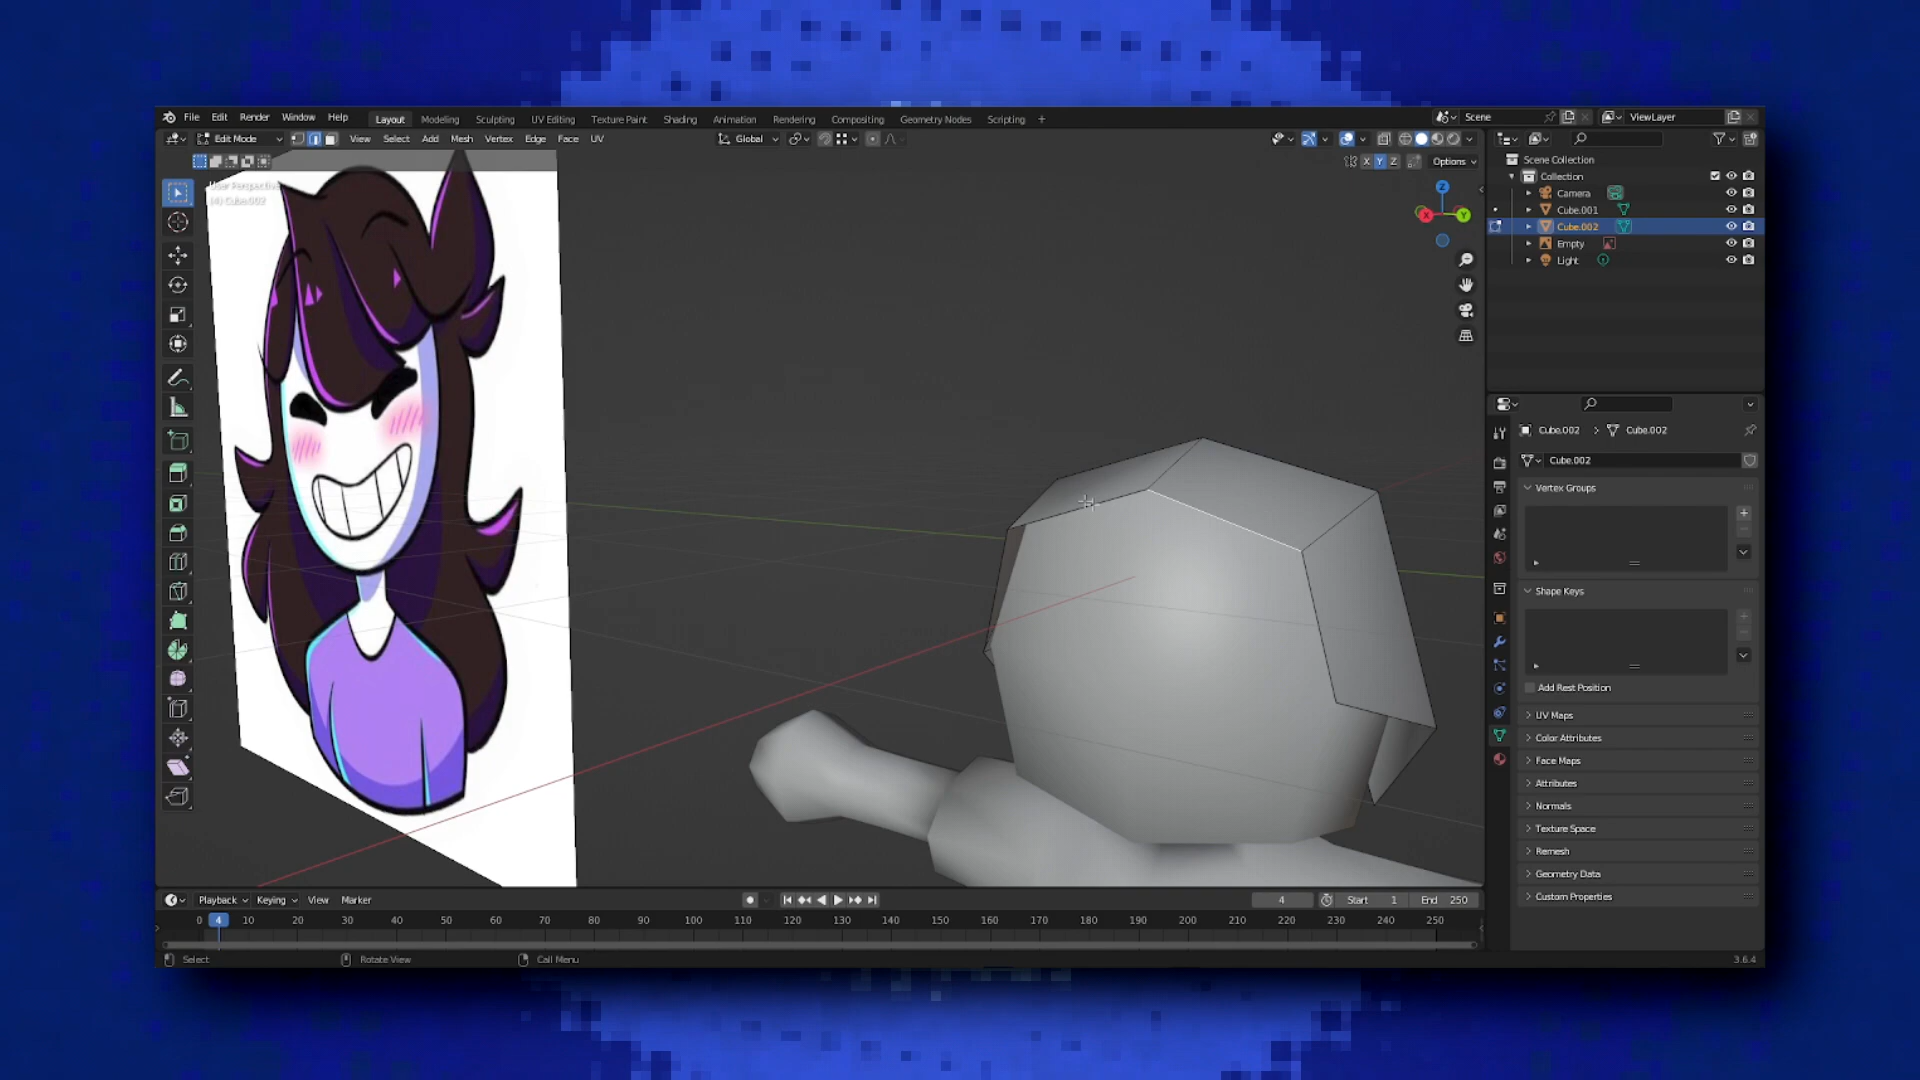 File Edit Render Window Help Layout Modeling Sculpting UV Editing Texture Paint Shading Animation Rendering Compositing Geometry Nodes Scripting + Scene ViewLayer
Edit Mode View Select Add Mesh Vertex Edge Face UV Global
X Y Z Options
User Perspective
(4) Cube.002
Z
X Y
Scene Collection
Collection
Camera
Cube.001
Cube.002
Empty
Light
Cube.002 > Cube.002
Cube.002
Vertex Groups
Shape Keys
Add Rest Position
UV Maps
Color Attributes
Face Maps
Attributes
Normals
Texture Space
Remesh
Geometry Data
Custom Properties
Playback Keying View Marker 4 Start 1 End 250
0 4 10 20 30 40 50 60 70 80 90 100 110 120 130 140 150 160 170 180 190 200 210 220 230 240 250
Select Rotate View Call Menu 3.6.4